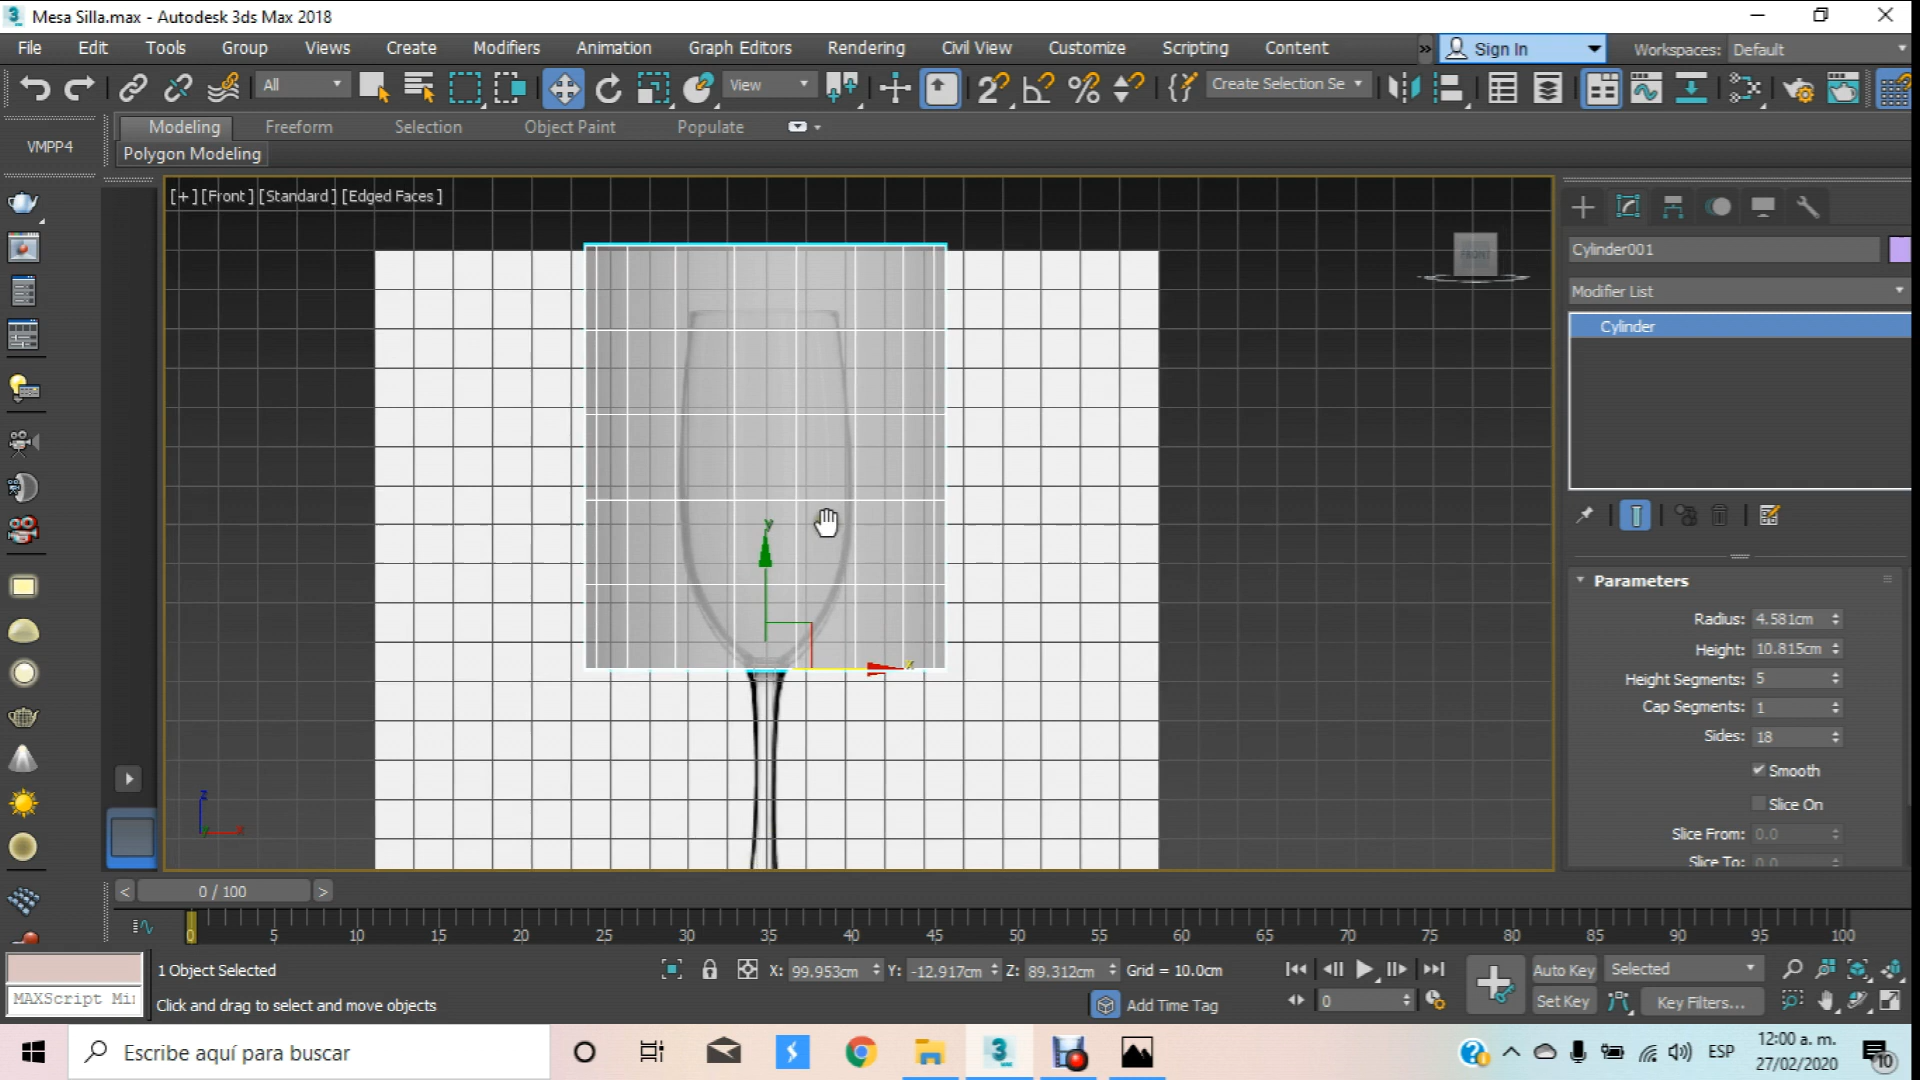 Mesa Silla.max - Autodesk 3ds Max 2018
File Edit Tools Group Views Create Modifiers Animation Graph Editors Rendering Civil View Customize Scripting Content » Sign In Workspaces: Default
All View Create Selection Se
VMPP4 Modeling Freeform Selection Object Paint Populate
Polygon Modeling
[+] [Front] [Standard] [Edged Faces]
FRONT
y
x
z
x
Cylinder001
Modifier List
Cylinder
Parameters
Radius: 4.581cm
Height: 10.815cm
Height Segments: 5
Cap Segments: 1
Sides: 18
Smooth
Slice On
Slice From: 0.0
Slice To: 0.0
< 0 / 100 >
0 5 10 15 20 25 30 35 40 45 50 55 60 65 70 75 80 85 90 95 100
1 Object Selected X: 99.953cm Y: -12.917cm Z: 89.312cm Grid = 10.0cm Auto Key Selected
MAXScript Mi Click and drag to select and move objects Add Time Tag 0 Set Key Key Filters...
Escribe aquí para buscar
ESP
12:00 a. m.
27/02/2020
10